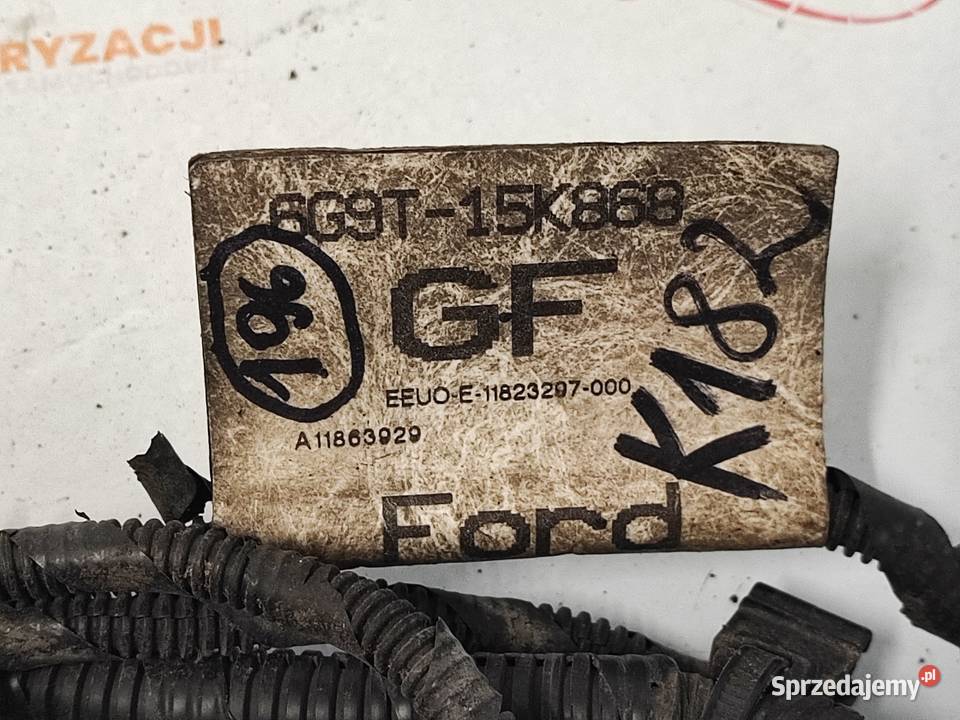 RYZACJI
6G9T-15K868
196
GF
K182
EEUO-E-11823297-000
A11863929
Ford
Sprzedajemy.pl